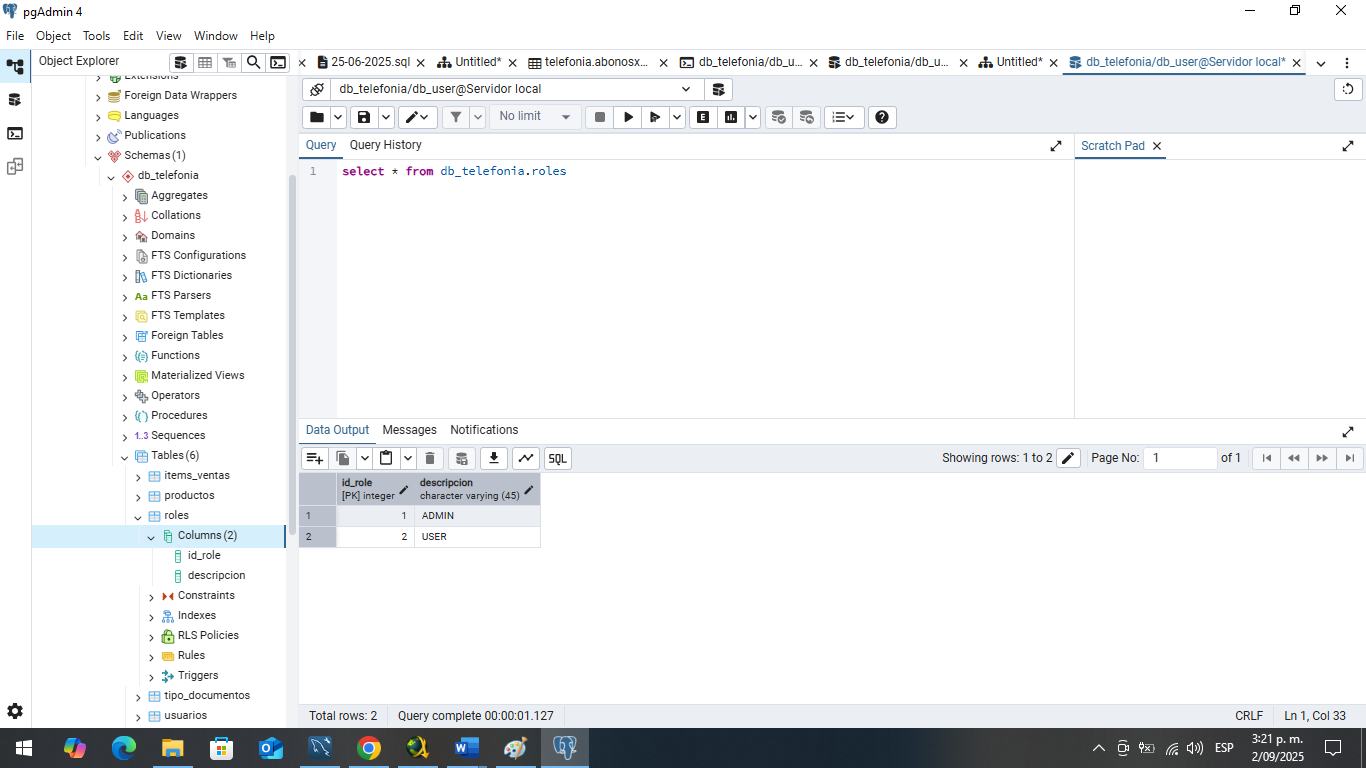 pgAdmin 4
File Object Tools Edit View Window Help
Object Explorer
25-06-2025.sql
Untitled*
telefonia.abonosx...
db_telefonia/db_u...
db_telefonia/db_u...
Untitled*
db_telefonia/db_user@Servidor local*
Extensions
Foreign Data Wrappers
Languages
Publications
Schemas (1)
db_telefonia
Aggregates
Collations
Domains
FTS Configurations
FTS Dictionaries
FTS Parsers
FTS Templates
Foreign Tables
Functions
Materialized Views
Operators
Procedures
1..3 Sequences
Tables (6)
items_ventas
productos
roles
Columns (2)
id_role
descripcion
Constraints
Indexes
RLS Policies
Rules
Triggers
tipo_documentos
usuarios
db_telefonia/db_user@Servidor local
No limit
E
Query Query History
Scratch Pad
1 select * from db_telefonia.roles
Data Output Messages Notifications
SQL
Showing rows: 1 to 2
Page No: 1 of 1
id_role descripcion
[PK] integer character varying (45)
1 1 ADMIN
2 2 USER
Total rows: 2 Query complete 00:00:01.127
CRLF Ln 1, Col 33
ESP
3:21 p. m.
2/09/2025